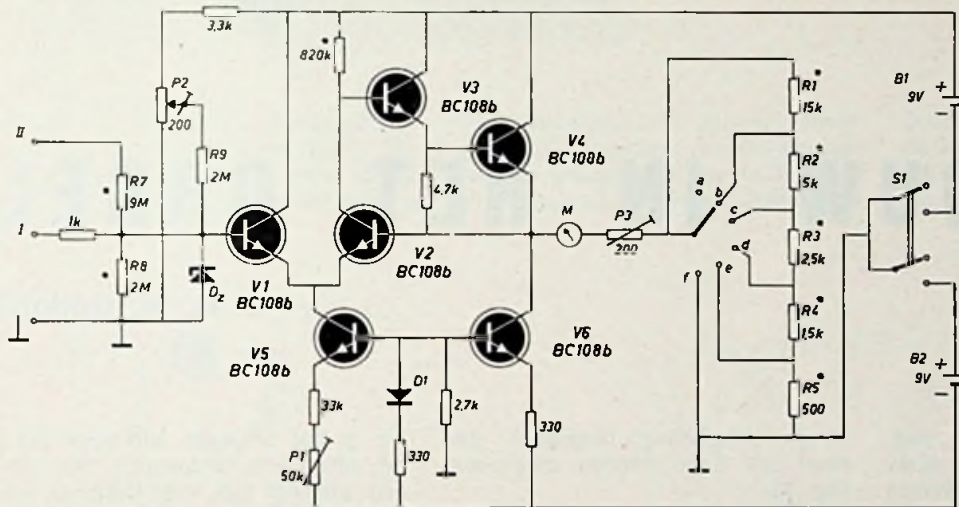 3,3k
820k
V3
BC108b
P2
200
R9
2M
II
R7
9M
I
1k
R8
2M
Dz
V1
BC108b
V2
BC108b
4,7k
V4
BC108b
M
P3
200
a
b
c
d
e
f
R1
15k
R2
5k
R3
2,5k
R4
1,5k
R5
500
S1
B1
9V
+
−
B2
9V
+
−
V5
BC108b
V6
BC108b
33k
P1
50k
D1
330
2,7k
330